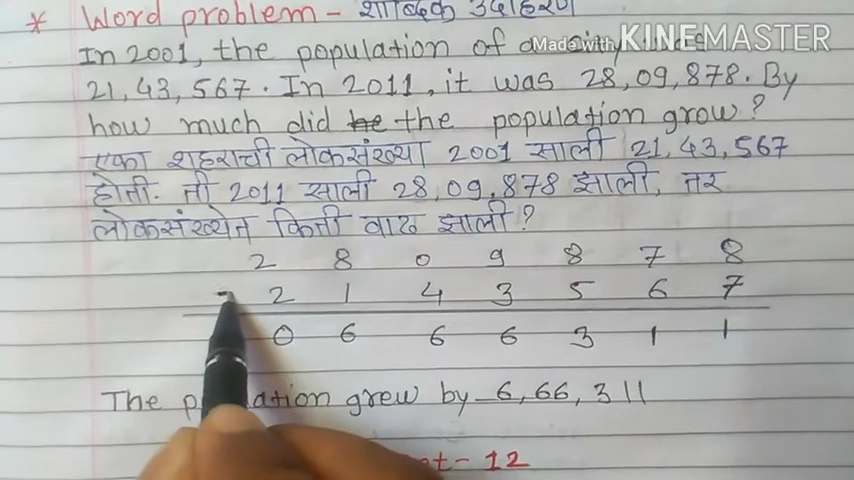 * Word problem - शाब्दिक उदाहरण
In 2001, the population of a city
Made with KINEMASTER
21,43,567. In 2011, it was 28,09,878. By
how much did he the population grow?
एका शहराची लोकसंख्या 2001 साली 21,43,567
होती. ती 2011 साली 28,09,878 झाली, तर
लोकसंख्येत किती वाढ झाली?
2 8 0 9 8 7 8
- 2 1 4 3 5 6 7
0 6 6 6 3 1 1
The grew by 6,66,311
- 12